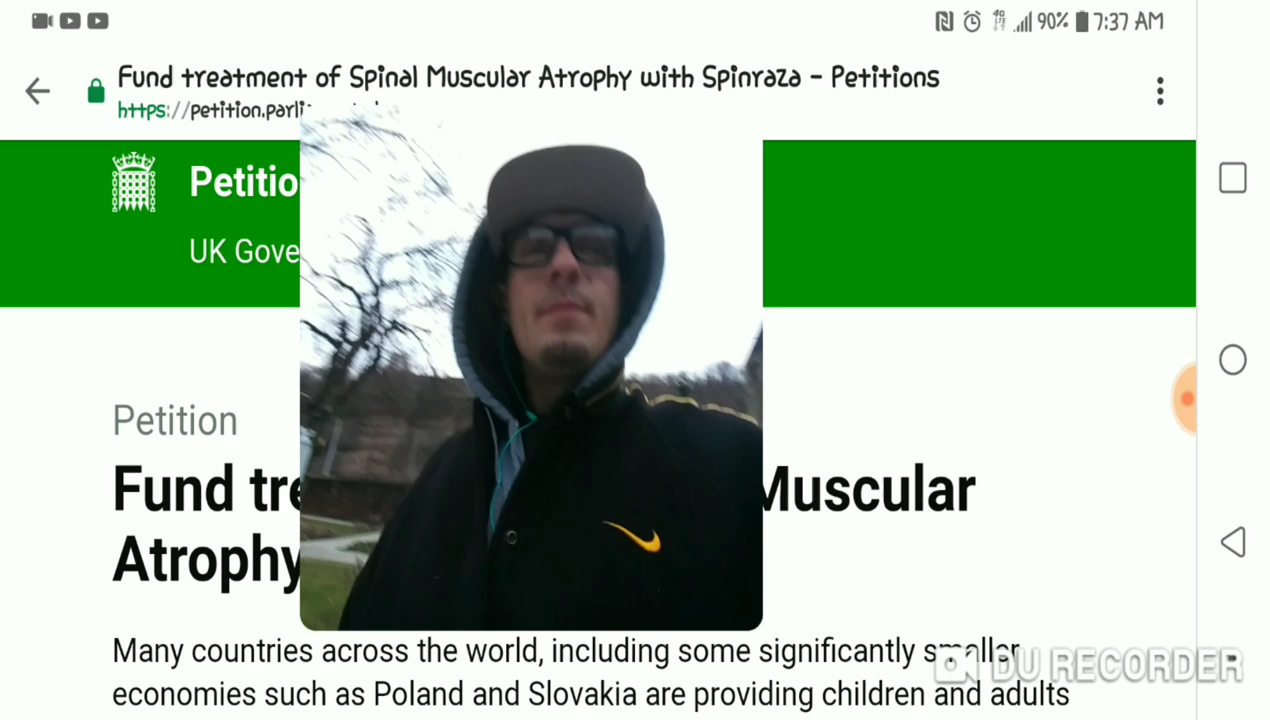 90% 7:37 AM
Fund treatment of Spinal Muscular Atrophy with Spinraza – Petitions
https://petition.parli
Petitio
UK Gove
Petition
Fund tre Muscular
Atrophy
Many countries across the world, including some significantly smaller
economies such as Poland and Slovakia are providing children and adults
DU RECORDER